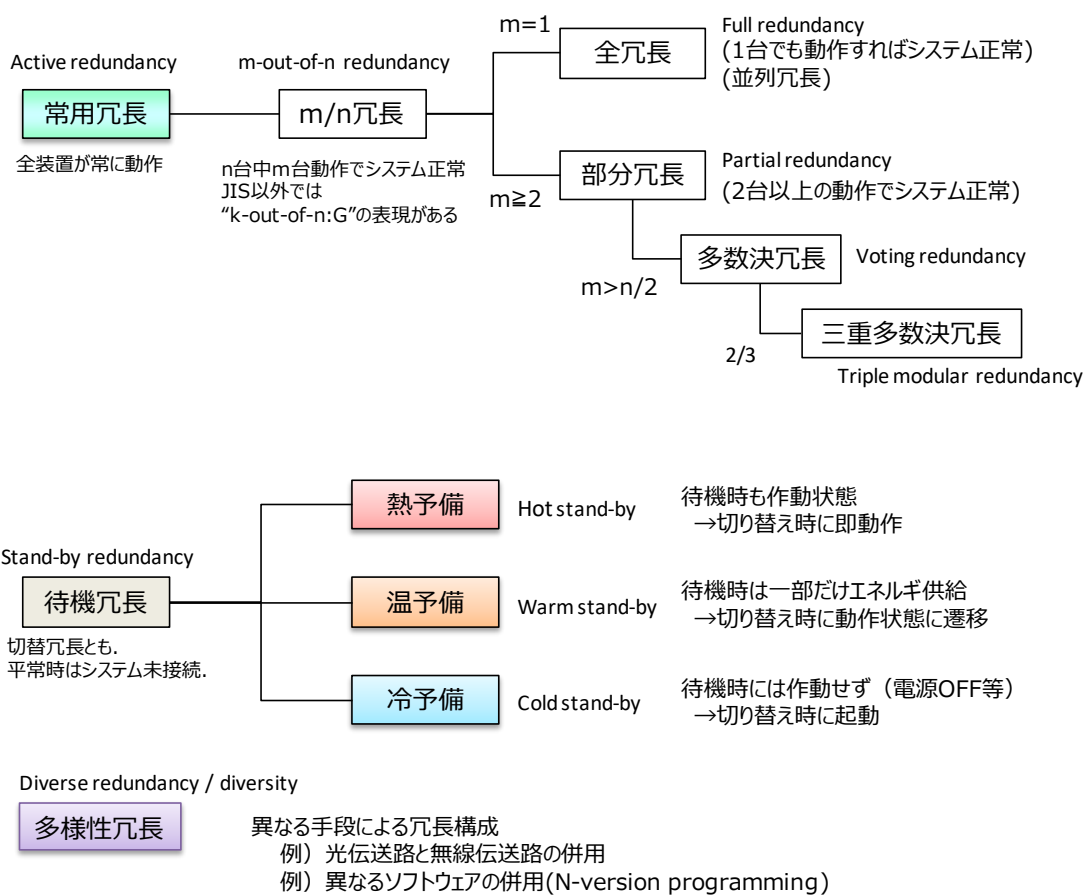 Active redundancy
常用冗長
全装置が常に動作
m-out-of-n redundancy
m/n冗長
n台中m台動作でシステム正常
JIS以外では
“k-out-of-n:G”の表現がある
m=1
全冗長
Full redundancy
(1台でも動作すればシステム正常)
(並列冗長)
m≧2
部分冗長
Partial redundancy
(2台以上の動作でシステム正常)
m>n/2
多数決冗長
Voting redundancy
2/3
三重多数決冗長
Triple modular redundancy
Stand-by redundancy
待機冗長
切替冗長とも.
平常時はシステム未接続.
熱予備
Hot stand-by
待機時も作動状態
→切り替え時に即動作
温予備
Warm stand-by
待機時は一部だけエネルギ供給
→切り替え時に動作状態に遷移
冷予備
Cold stand-by
待機時には作動せず（電源OFF等）
→切り替え時に起動
Diverse redundancy / diversity
多様性冗長
異なる手段による冗長構成
例）光伝送路と無線伝送路の併用
例）異なるソフトウェアの併用(N-version programming)